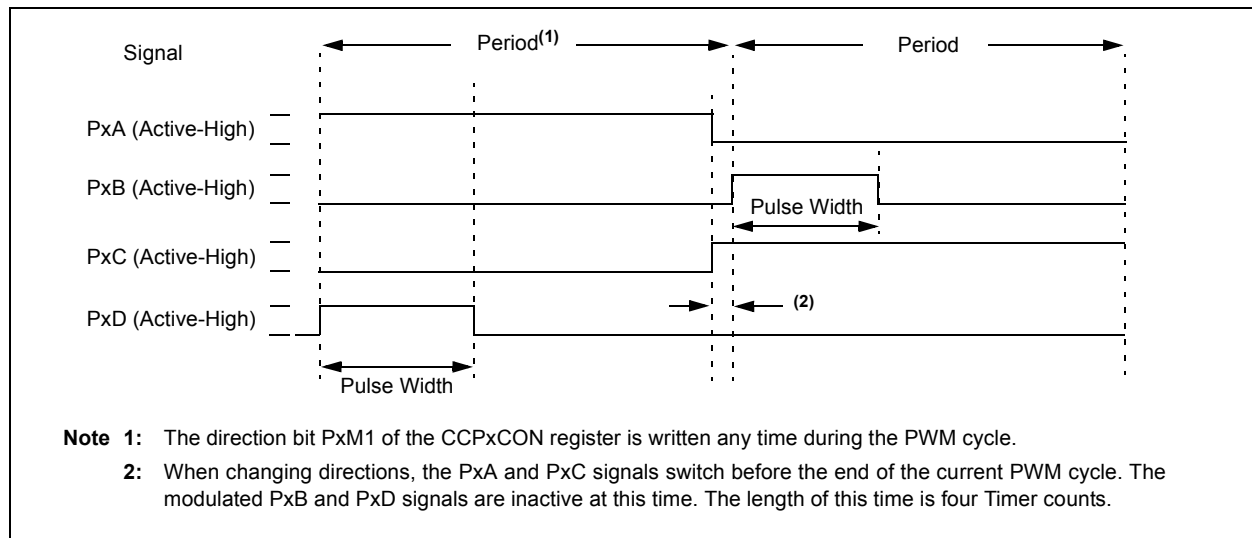 Signal
Period(1)
Period
PxA (Active-High)
PxB (Active-High)
Pulse Width
PxC (Active-High)
(2)
PxD (Active-High)
Pulse Width
Note 1: The direction bit PxM1 of the CCPxCON register is written any time during the PWM cycle.
2: When changing directions, the PxA and PxC signals switch before the end of the current PWM cycle. The
modulated PxB and PxD signals are inactive at this time. The length of this time is four Timer counts.